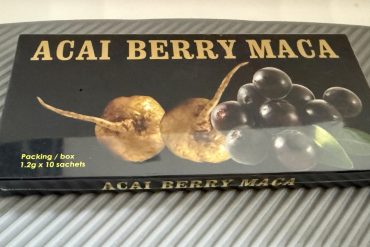 ACAI BERRY MACA
Packing / box
1.2g x 10 sachets
ACAI BERRY MACA